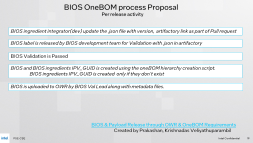 BIOS OneBOM process Proposal
Per release activity
BIOS ingredient integrator(dev) update the json file with version, artifactory link as part of Pull request
BIOS label is released by BIOS development team for Validation with json in artifactory
BIOS Validation is Passed
BIOS and BIOS ingredients IPV, GUID is created using the oneBOM hierarchy creation script
BIOS ingredients IPV, GUID is created only if they don't exist
BIOS is uploaded to OWR by BIOS Val Lead along with metadata files.
BIOS & Pcode Release through OWR & OneBOM Requirements
Created by Prakashan, Krishnadas Veliyathuparambil